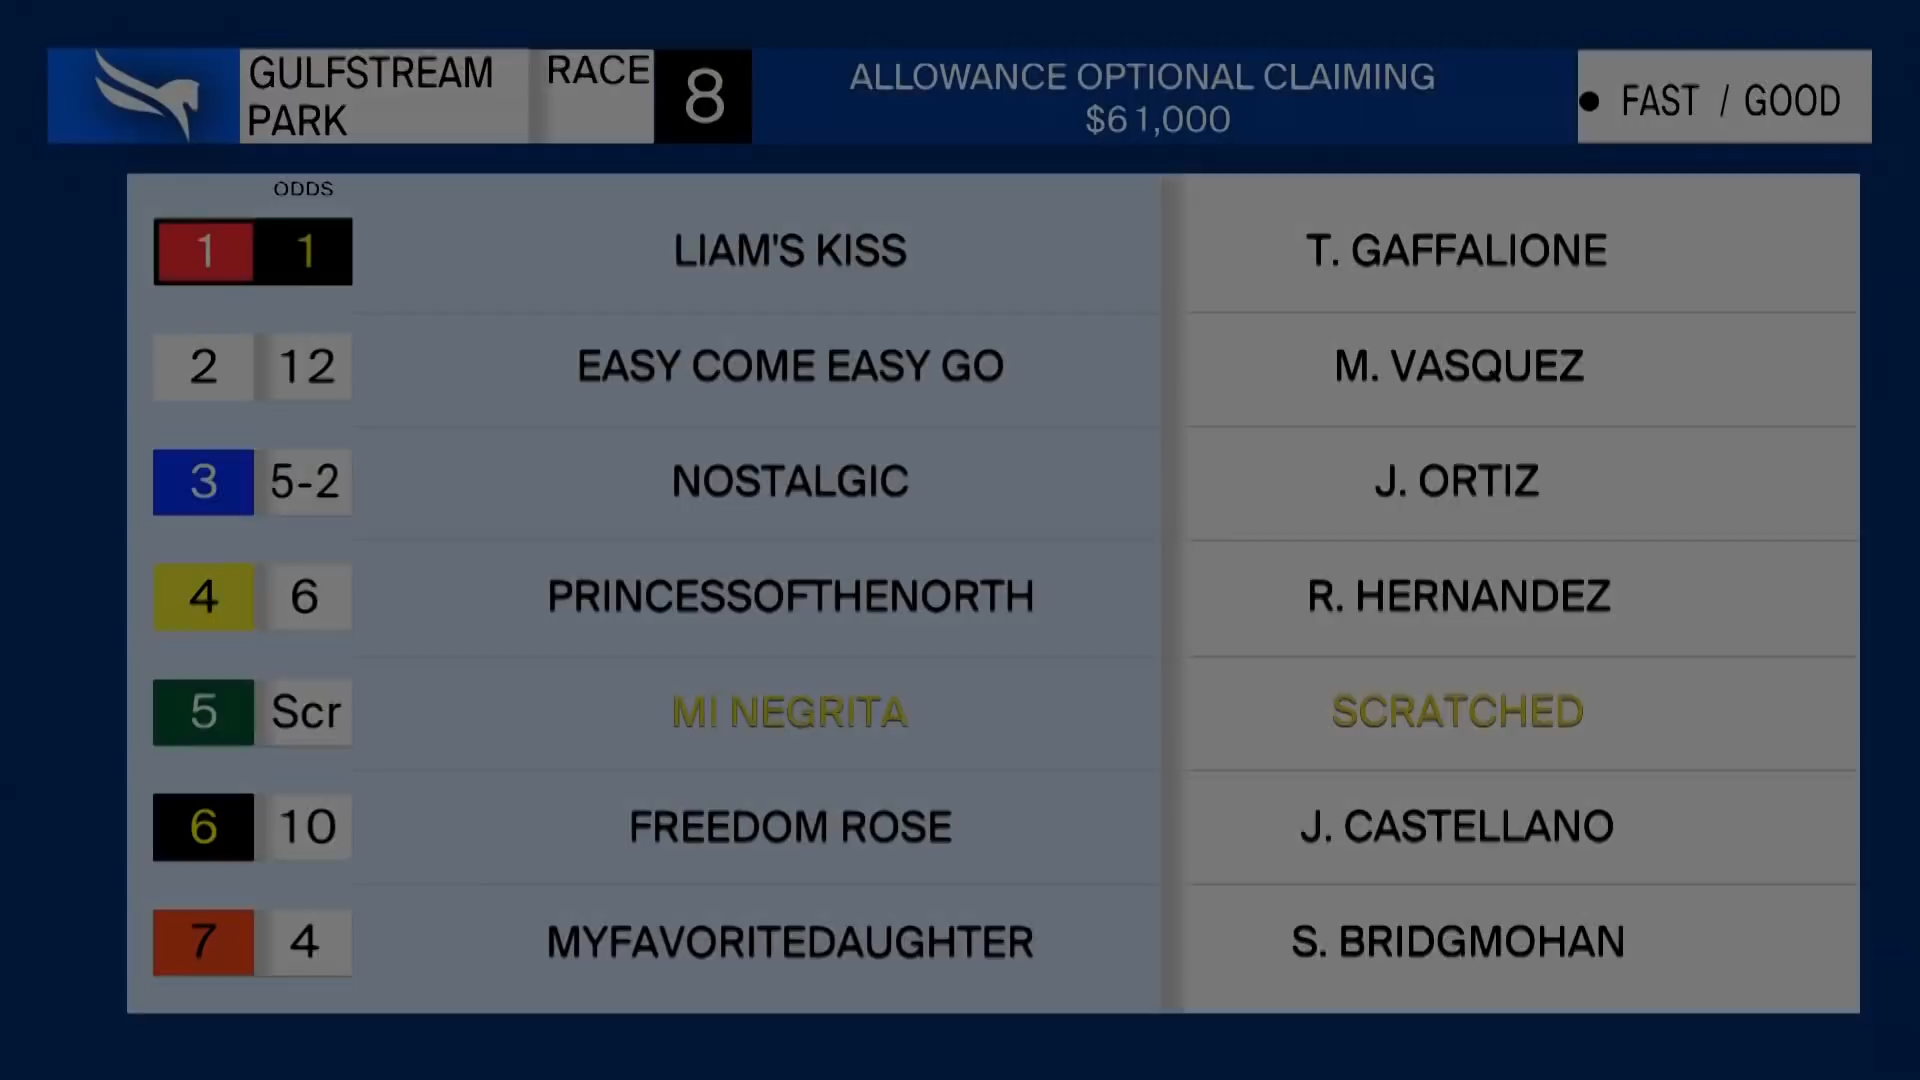 GULFSTREAM PARK
RACE 8
ALLOWANCE OPTIONAL CLAIMING
$61,000
• FAST / GOOD
ODDS
1 1 LIAM'S KISS T. GAFFALIONE
2 12 EASY COME EASY GO M. VASQUEZ
3 5-2 NOSTALGIC J. ORTIZ
4 6 PRINCESSOFTHENORTH R. HERNANDEZ
5 Scr MI NEGRITA SCRATCHED
6 10 FREEDOM ROSE J. CASTELLANO
7 4 MYFAVORITEDAUGHTER S. BRIDGMOHAN